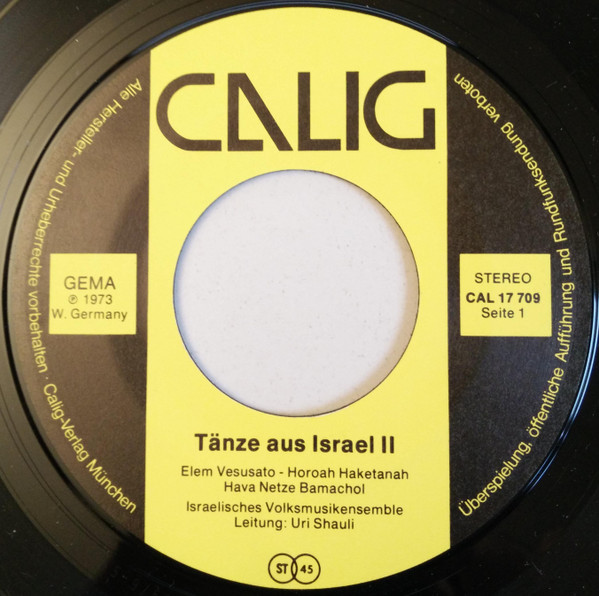 CALIG
Alle Hersteller- und Urheberrechte vorbehalten · Calig-Verlag München
Überspielung, öffentliche Aufführung und Rundfunksendung verboten
GEMA
℗ 1973
W. Germany
STEREO
CAL 17 709
Seite 1
Tänze aus Israel II
Elem Vesusato - Horoah Haketanah
Hava Netze Bamachol
Israelisches Volksmusikensemble
Leitung: Uri Shauli
ST 45